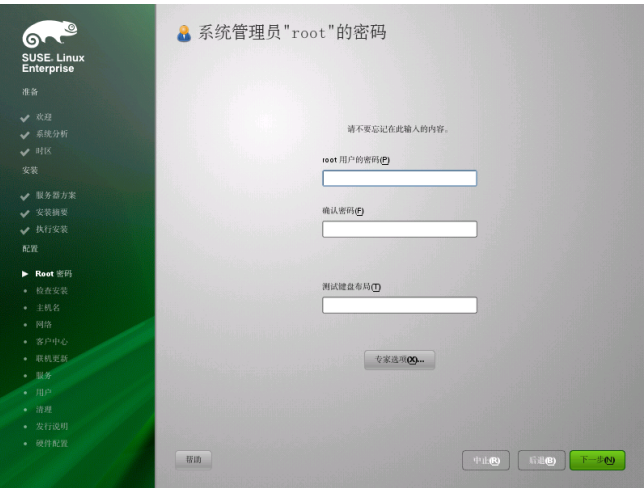 SUSE. Linux
Enterprise
准备
欢迎
系统分析
时区
安装
服务器方案
安装摘要
执行安装
配置
Root 密码
检查安装
主机名
网络
客户中心
联机更新
服务
用户
清理
发行说明
硬件配置
系统管理员"root"的密码
请不要忘记在此输入的内容。
root 用户的密码(P)
确认密码(F)
测试键盘布局(T)
专家选项(X)...
帮助
中止(R)
后退(B)
下一步(N)